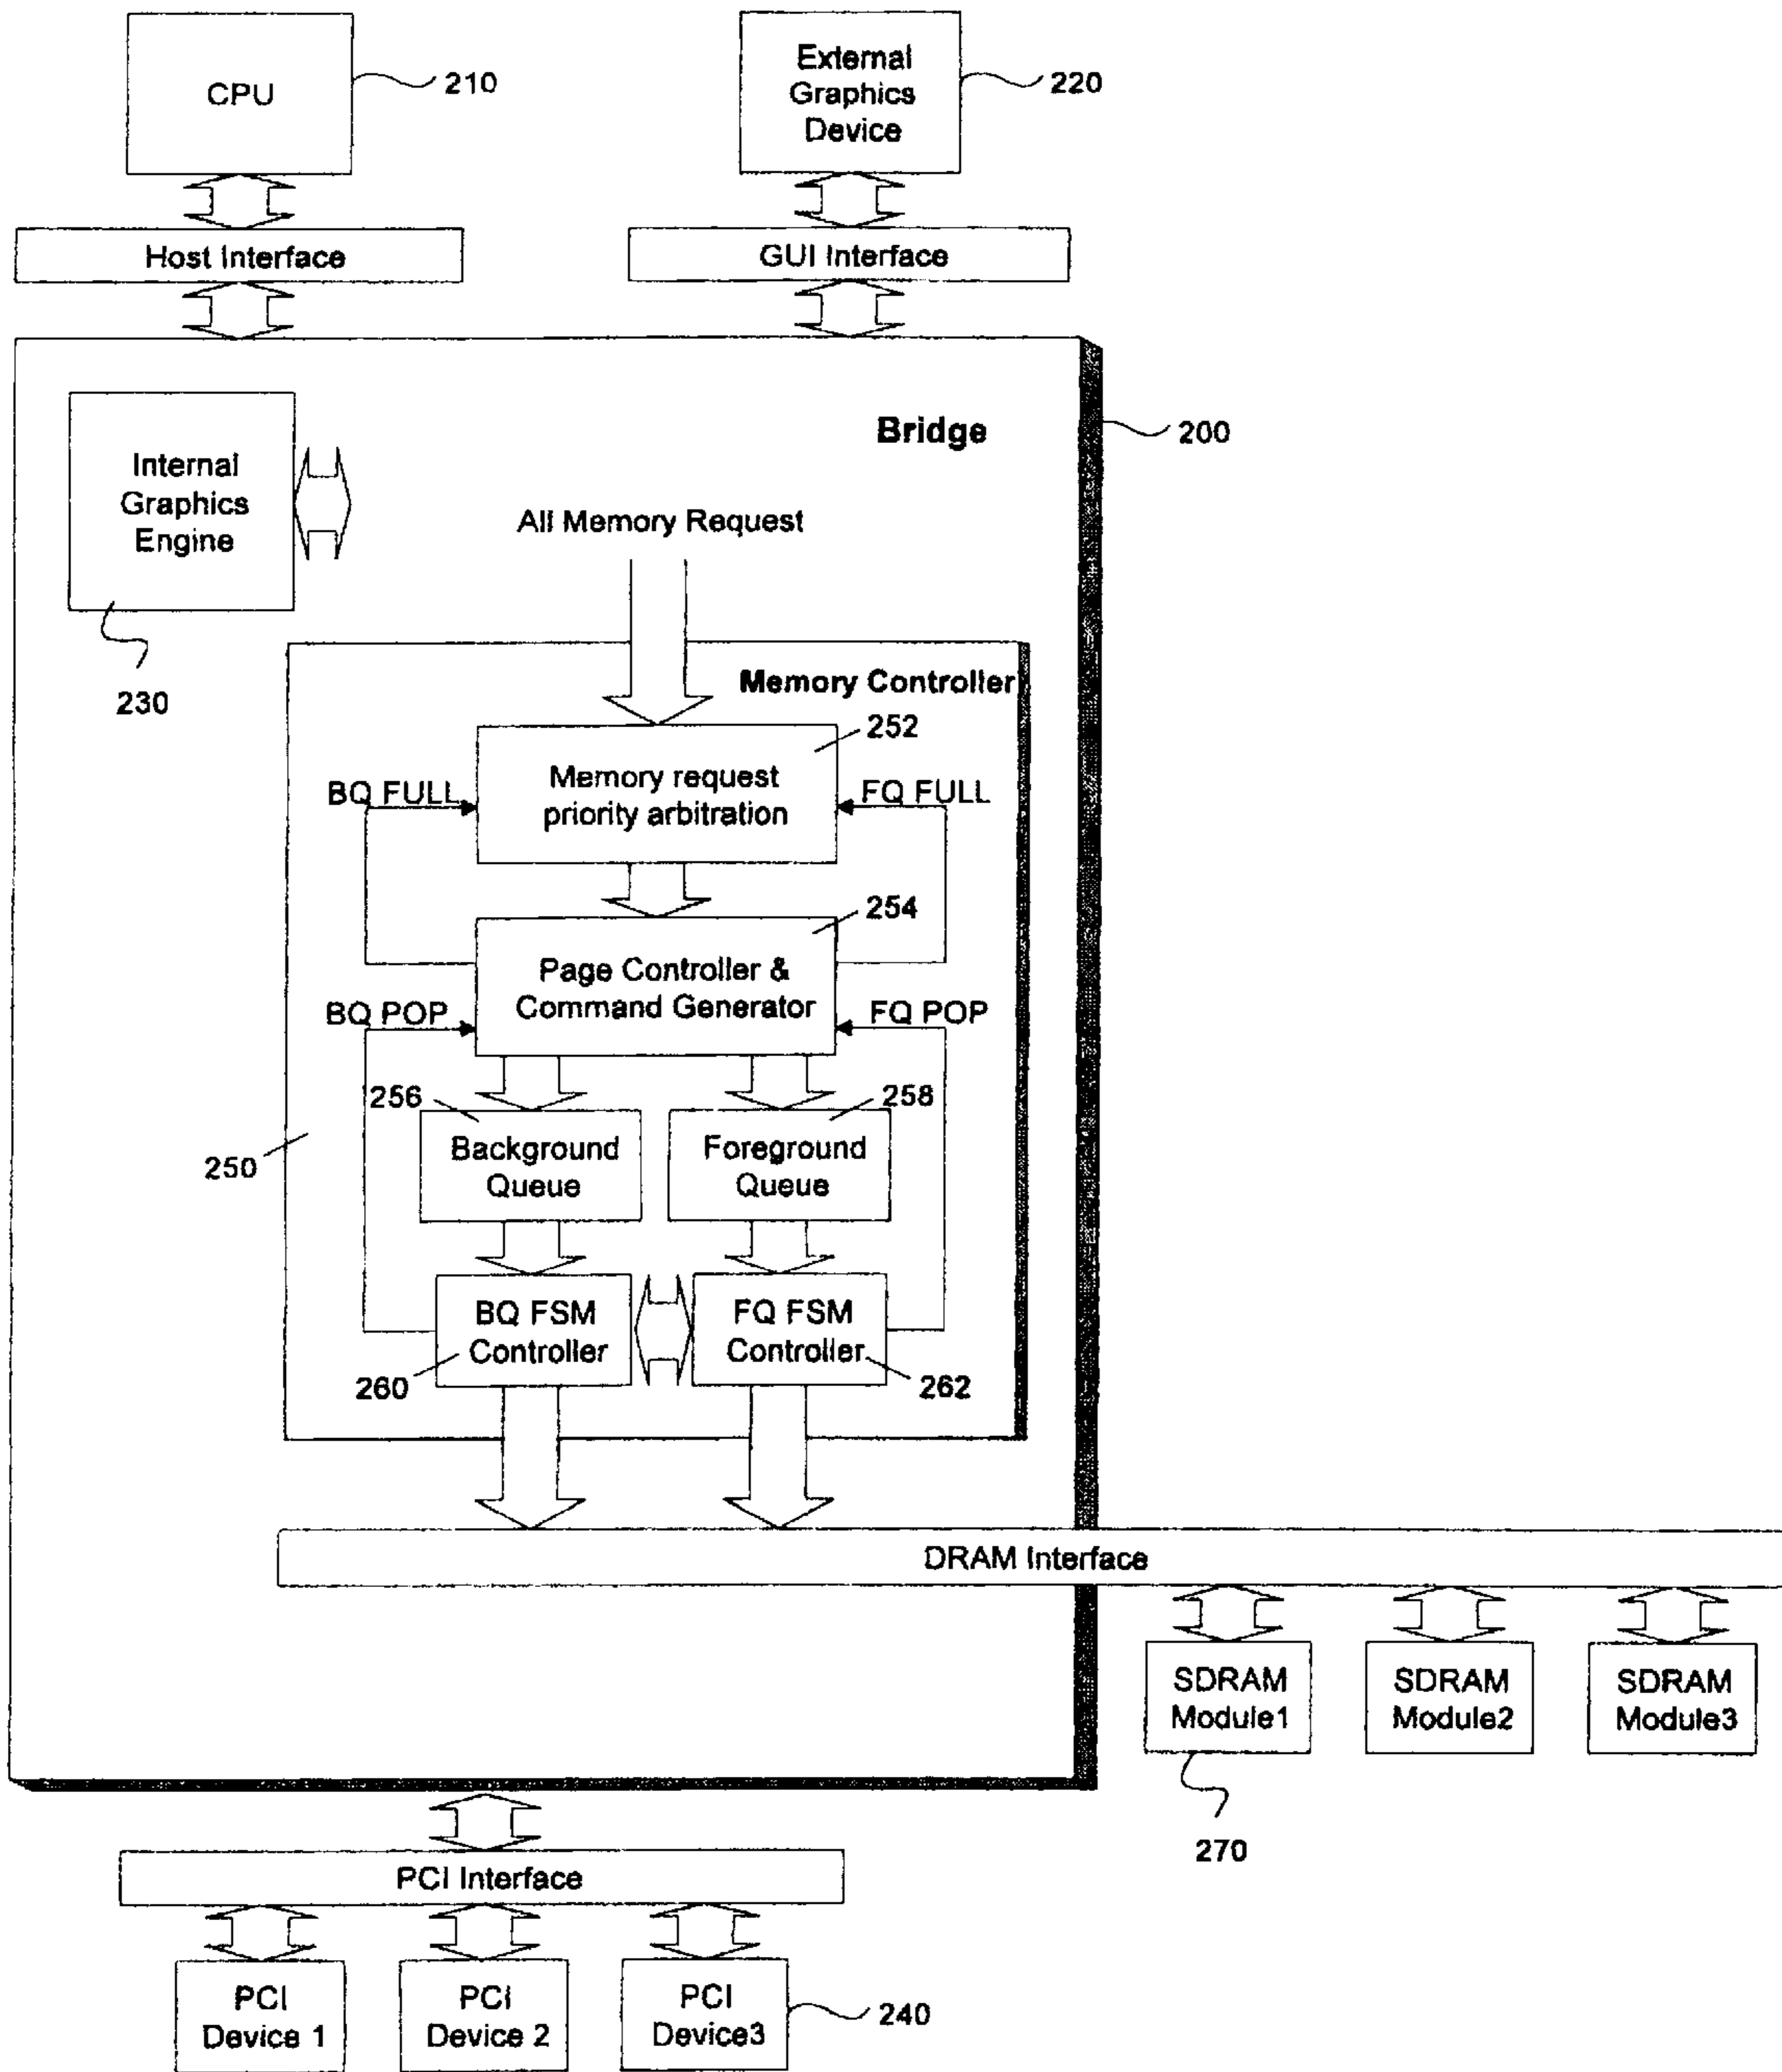 CPU
210
External
Graphics
Device
220
Host Interface
GUI Interface
Bridge
200
Internal
Graphics
Engine
230
All Memory Request
Memory Controller
252
Memory request
priority arbitration
BQ FULL
FQ FULL
254
Page Controller &
Command Generator
BQ POP
FQ POP
256
258
Background
Queue
Foreground
Queue
250
BQ FSM
Controller
FQ FSM
Controller
260
262
DRAM Interface
SDRAM
Module1
SDRAM
Module2
SDRAM
Module3
270
PCI Interface
PCI
Device 1
PCI
Device 2
PCI
Device3
240